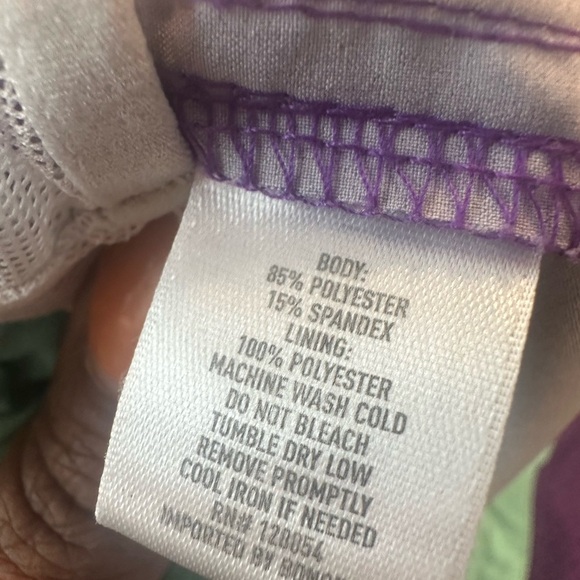 BODY:
85% POLYESTER
15% SPANDEX
LINING:
100% POLYESTER
MACHINE WASH COLD
DO NOT BLEACH
TUMBLE DRY LOW
REMOVE PROMPTLY
COOL IRON IF NEEDED
RN# 128054
IMPORTED BY